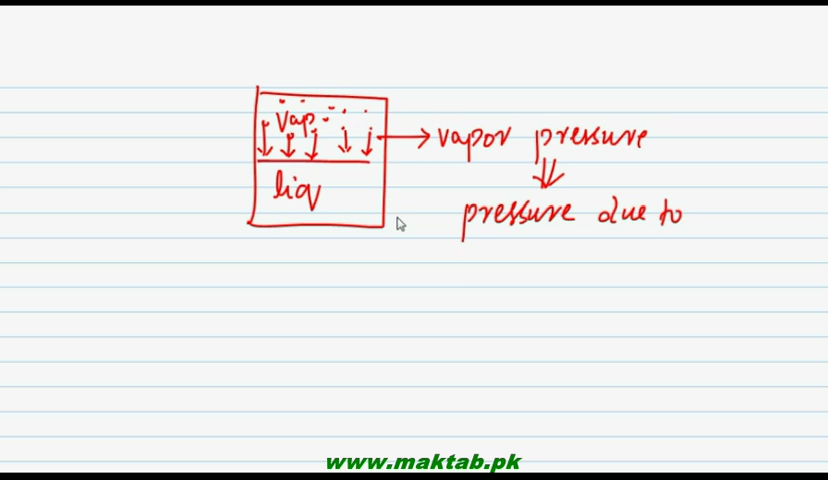 vap
vapor pressure
liq
pressure due to
www.maktab.pk